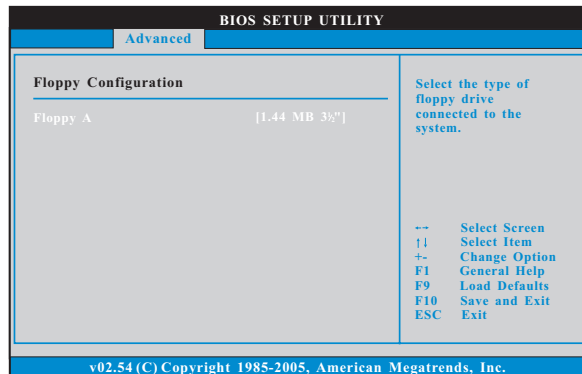 BIOS SETUP UTILITY
Advanced
Floppy Configuration
Floppy A [1.44 MB 3½"]
Select the type of
floppy drive
connected to the
system.
←→ Select Screen
↑↓ Select Item
+- Change Option
F1 General Help
F9 Load Defaults
F10 Save and Exit
ESC Exit
v02.54 (C) Copyright 1985-2005, American Megatrends, Inc.